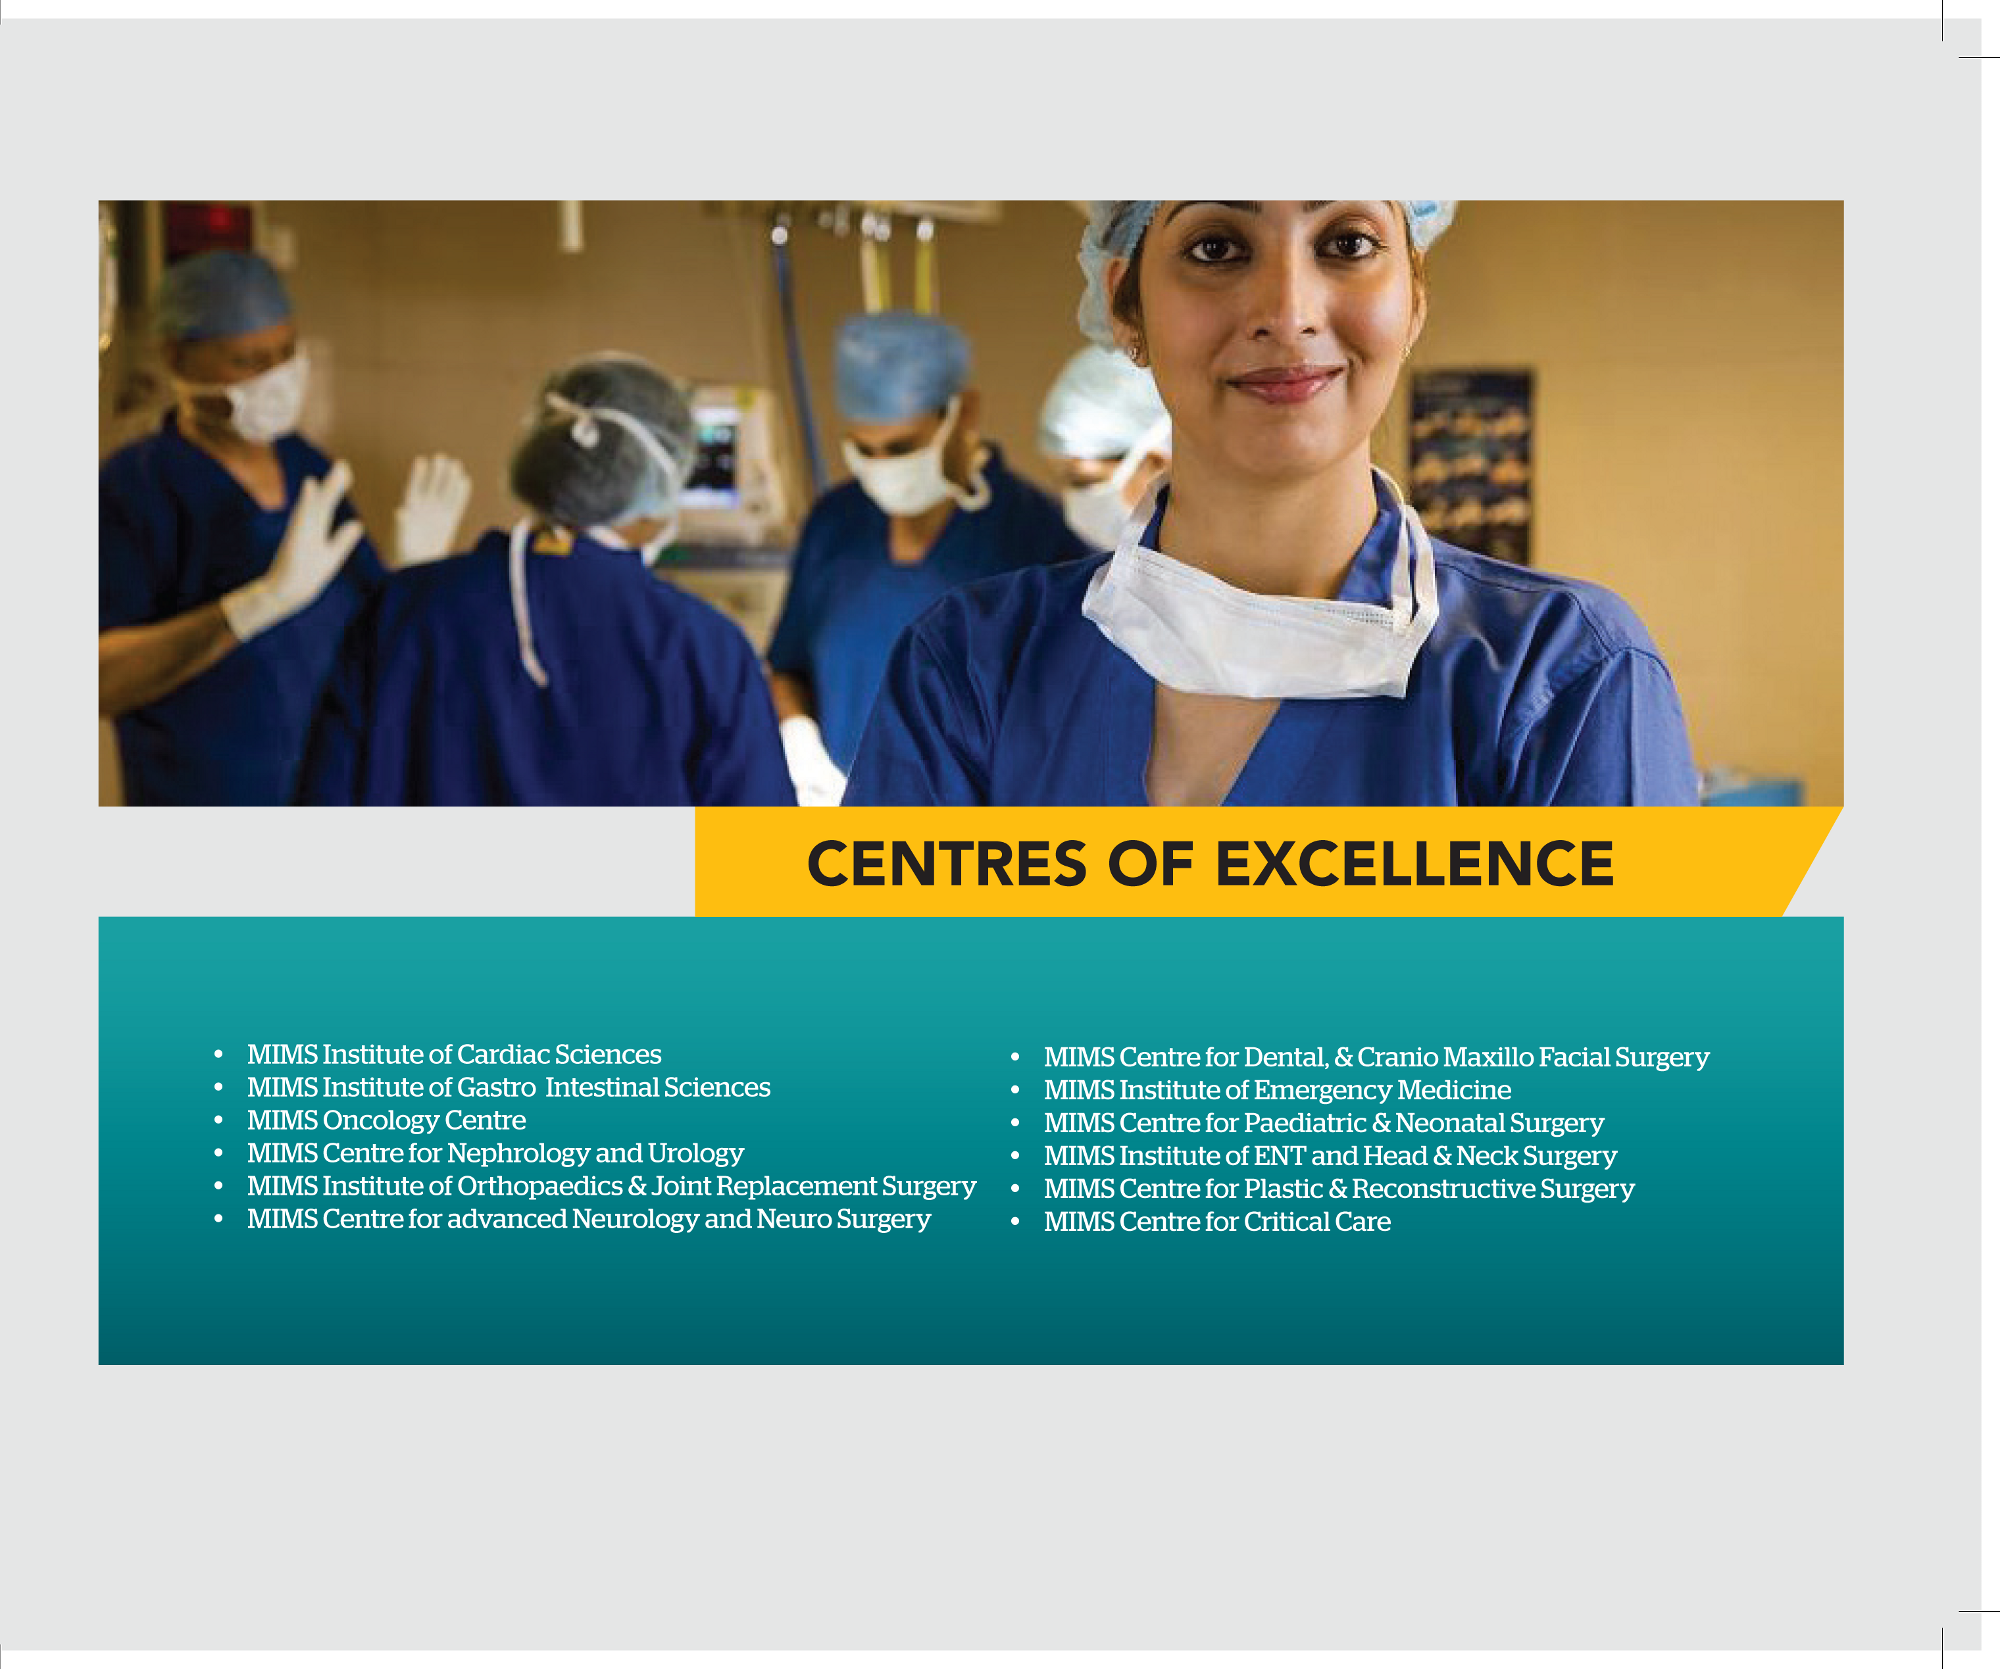 CENTRES OF EXCELLENCE
• MIMS Institute of Cardiac Sciences
• MIMS Institute of Gastro Intestinal Sciences
• MIMS Oncology Centre
• MIMS Centre for Nephrology and Urology
• MIMS Institute of Orthopaedics & Joint Replacement Surgery
• MIMS Centre for advanced Neurology and Neuro Surgery
• MIMS Centre for Dental, & Cranio Maxillo Facial Surgery
• MIMS Institute of Emergency Medicine
• MIMS Centre for Paediatric & Neonatal Surgery
• MIMS Institute of ENT and Head & Neck Surgery
• MIMS Centre for Plastic & Reconstructive Surgery
• MIMS Centre for Critical Care